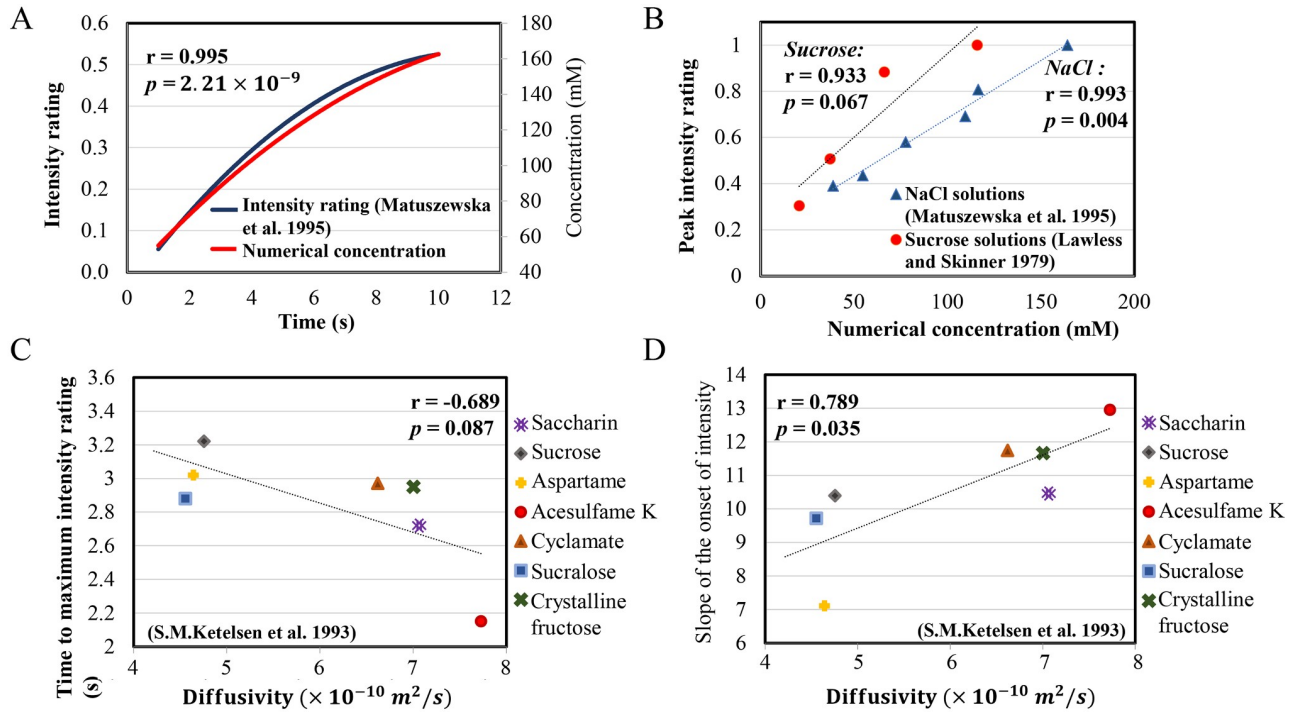 A
0.6
0.5
0.4
0.3
0.2
0.1
0.0
Intensity rating
r = 0.995
p = 2.21 × 10⁻⁹
Intensity rating (Matuszewska
et al. 1995)
Numerical concentration
180
160
140
120
100
80
60
40
Concentration (mM)
0 2 4 6 8 10 12
Time (s)
B
1
0.8
0.6
0.4
0.2
0
Peak intensity rating
Sucrose:
r = 0.933
p = 0.067
NaCl :
r = 0.993
p = 0.004
NaCl solutions
(Matuszewska et al. 1995)
Sucrose solutions (Lawless
and Skinner 1979)
0 50 100 150 200
Numerical concentration (mM)
C
3.6
3.4
3.2
3
2.8
2.6
2.4
2.2
2
Time to maximum intensity rating
(s)
r = -0.689
p = 0.087
(S.M.Ketelsen et al. 1993)
4 5 6 7 8
Diffusivity (× 10⁻¹⁰ m²/s)
Saccharin
Sucrose
Aspartame
Acesulfame K
Cyclamate
Sucralose
Crystalline
fructose
D
14
13
12
11
10
9
8
7
6
Slope of the onset of intensity
r = 0.789
p = 0.035
(S.M.Ketelsen et al. 1993)
4 5 6 7 8
Diffusivity (× 10⁻¹⁰ m²/s)
Saccharin
Sucrose
Aspartame
Acesulfame K
Cyclamate
Sucralose
Crystalline
fructose